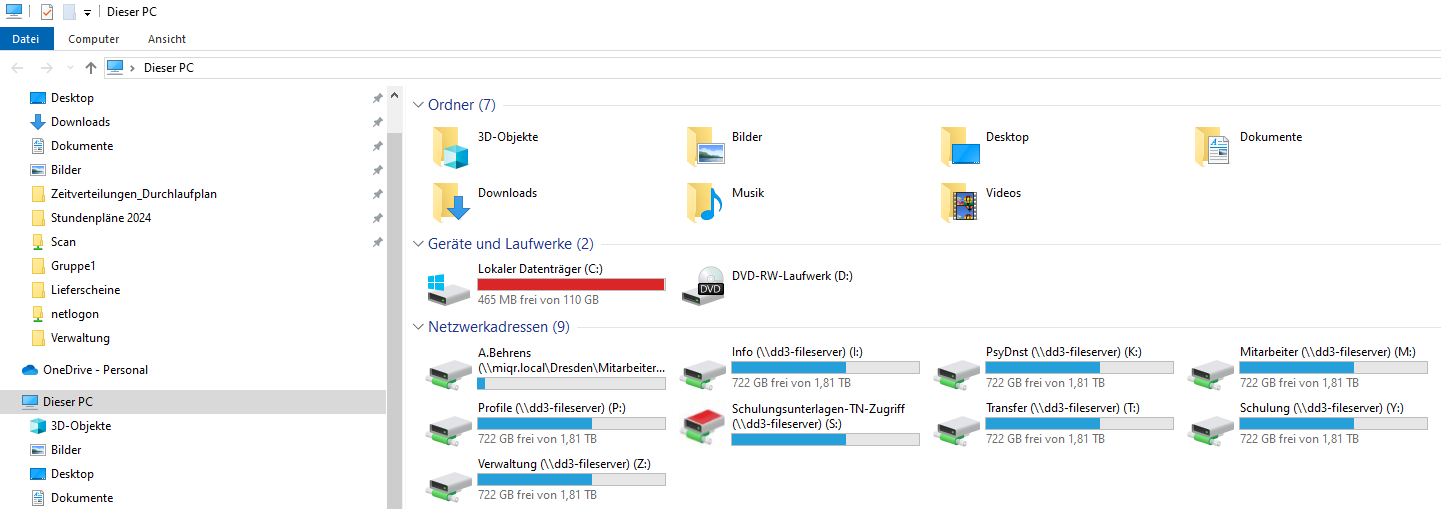 Dieser PC
Datei Computer Ansicht
Dieser PC
Desktop
Downloads
Dokumente
Bilder
Zeitverteilungen_Durchlaufplan
Stundenpläne 2024
Scan
Gruppe1
Lieferscheine
netlogon
Verwaltung
OneDrive - Personal
Dieser PC
3D-Objekte
Bilder
Desktop
Dokumente
Ordner (7)
3D-Objekte
Bilder
Desktop
Dokumente
Downloads
Musik
Videos
Geräte und Laufwerke (2)
Lokaler Datenträger (C:)
465 MB frei von 110 GB
DVD-RW-Laufwerk (D:)
DVD
Netzwerkadressen (9)
A.Behrens
(\\miqr.local\Dresden\Mitarbeiter...
Info (\\dd3-fileserver) (I:)
722 GB frei von 1,81 TB
PsyDnst (\\dd3-fileserver) (K:)
722 GB frei von 1,81 TB
Mitarbeiter (\\dd3-fileserver) (M:)
722 GB frei von 1,81 TB
Profile (\\dd3-fileserver) (P:)
722 GB frei von 1,81 TB
Schulungsunterlagen-TN-Zugriff
(\\dd3-fileserver) (S:)
Transfer (\\dd3-fileserver) (T:)
722 GB frei von 1,81 TB
Schulung (\\dd3-fileserver) (Y:)
722 GB frei von 1,81 TB
Verwaltung (\\dd3-fileserver) (Z:)
722 GB frei von 1,81 TB